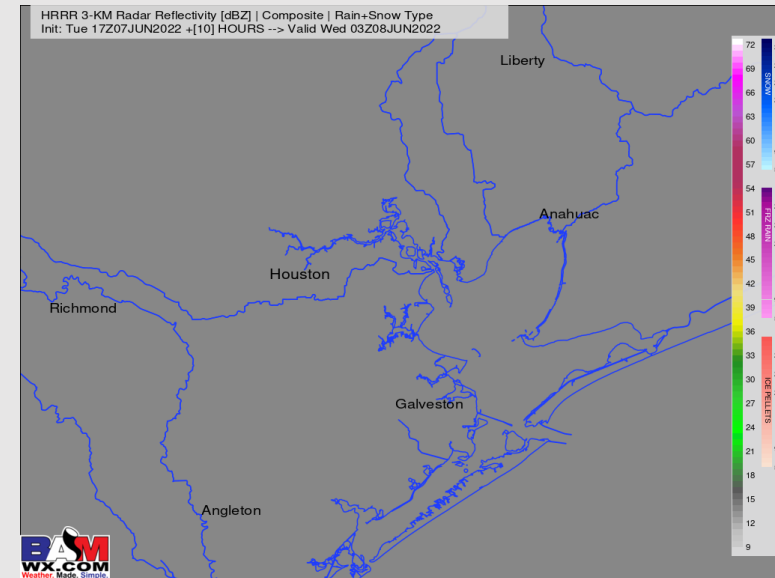 HRRR 3-KM Radar Reflectivity [dBZ] | Composite | Rain+Snow Type
Init: Tue 17Z07JUN2022 +[10] HOURS --> Valid Wed 03Z08JUN2022
Liberty
Anahuac
Houston
Richmond
Galveston
Angleton
72
69
66
63
60
57
54
51
48
45
42
39
36
33
30
27
24
21
18
15
12
9
SNOW
FRZ RAIN
ICE PELLETS
BAM
WX.COM
Weather. Made. Simple.